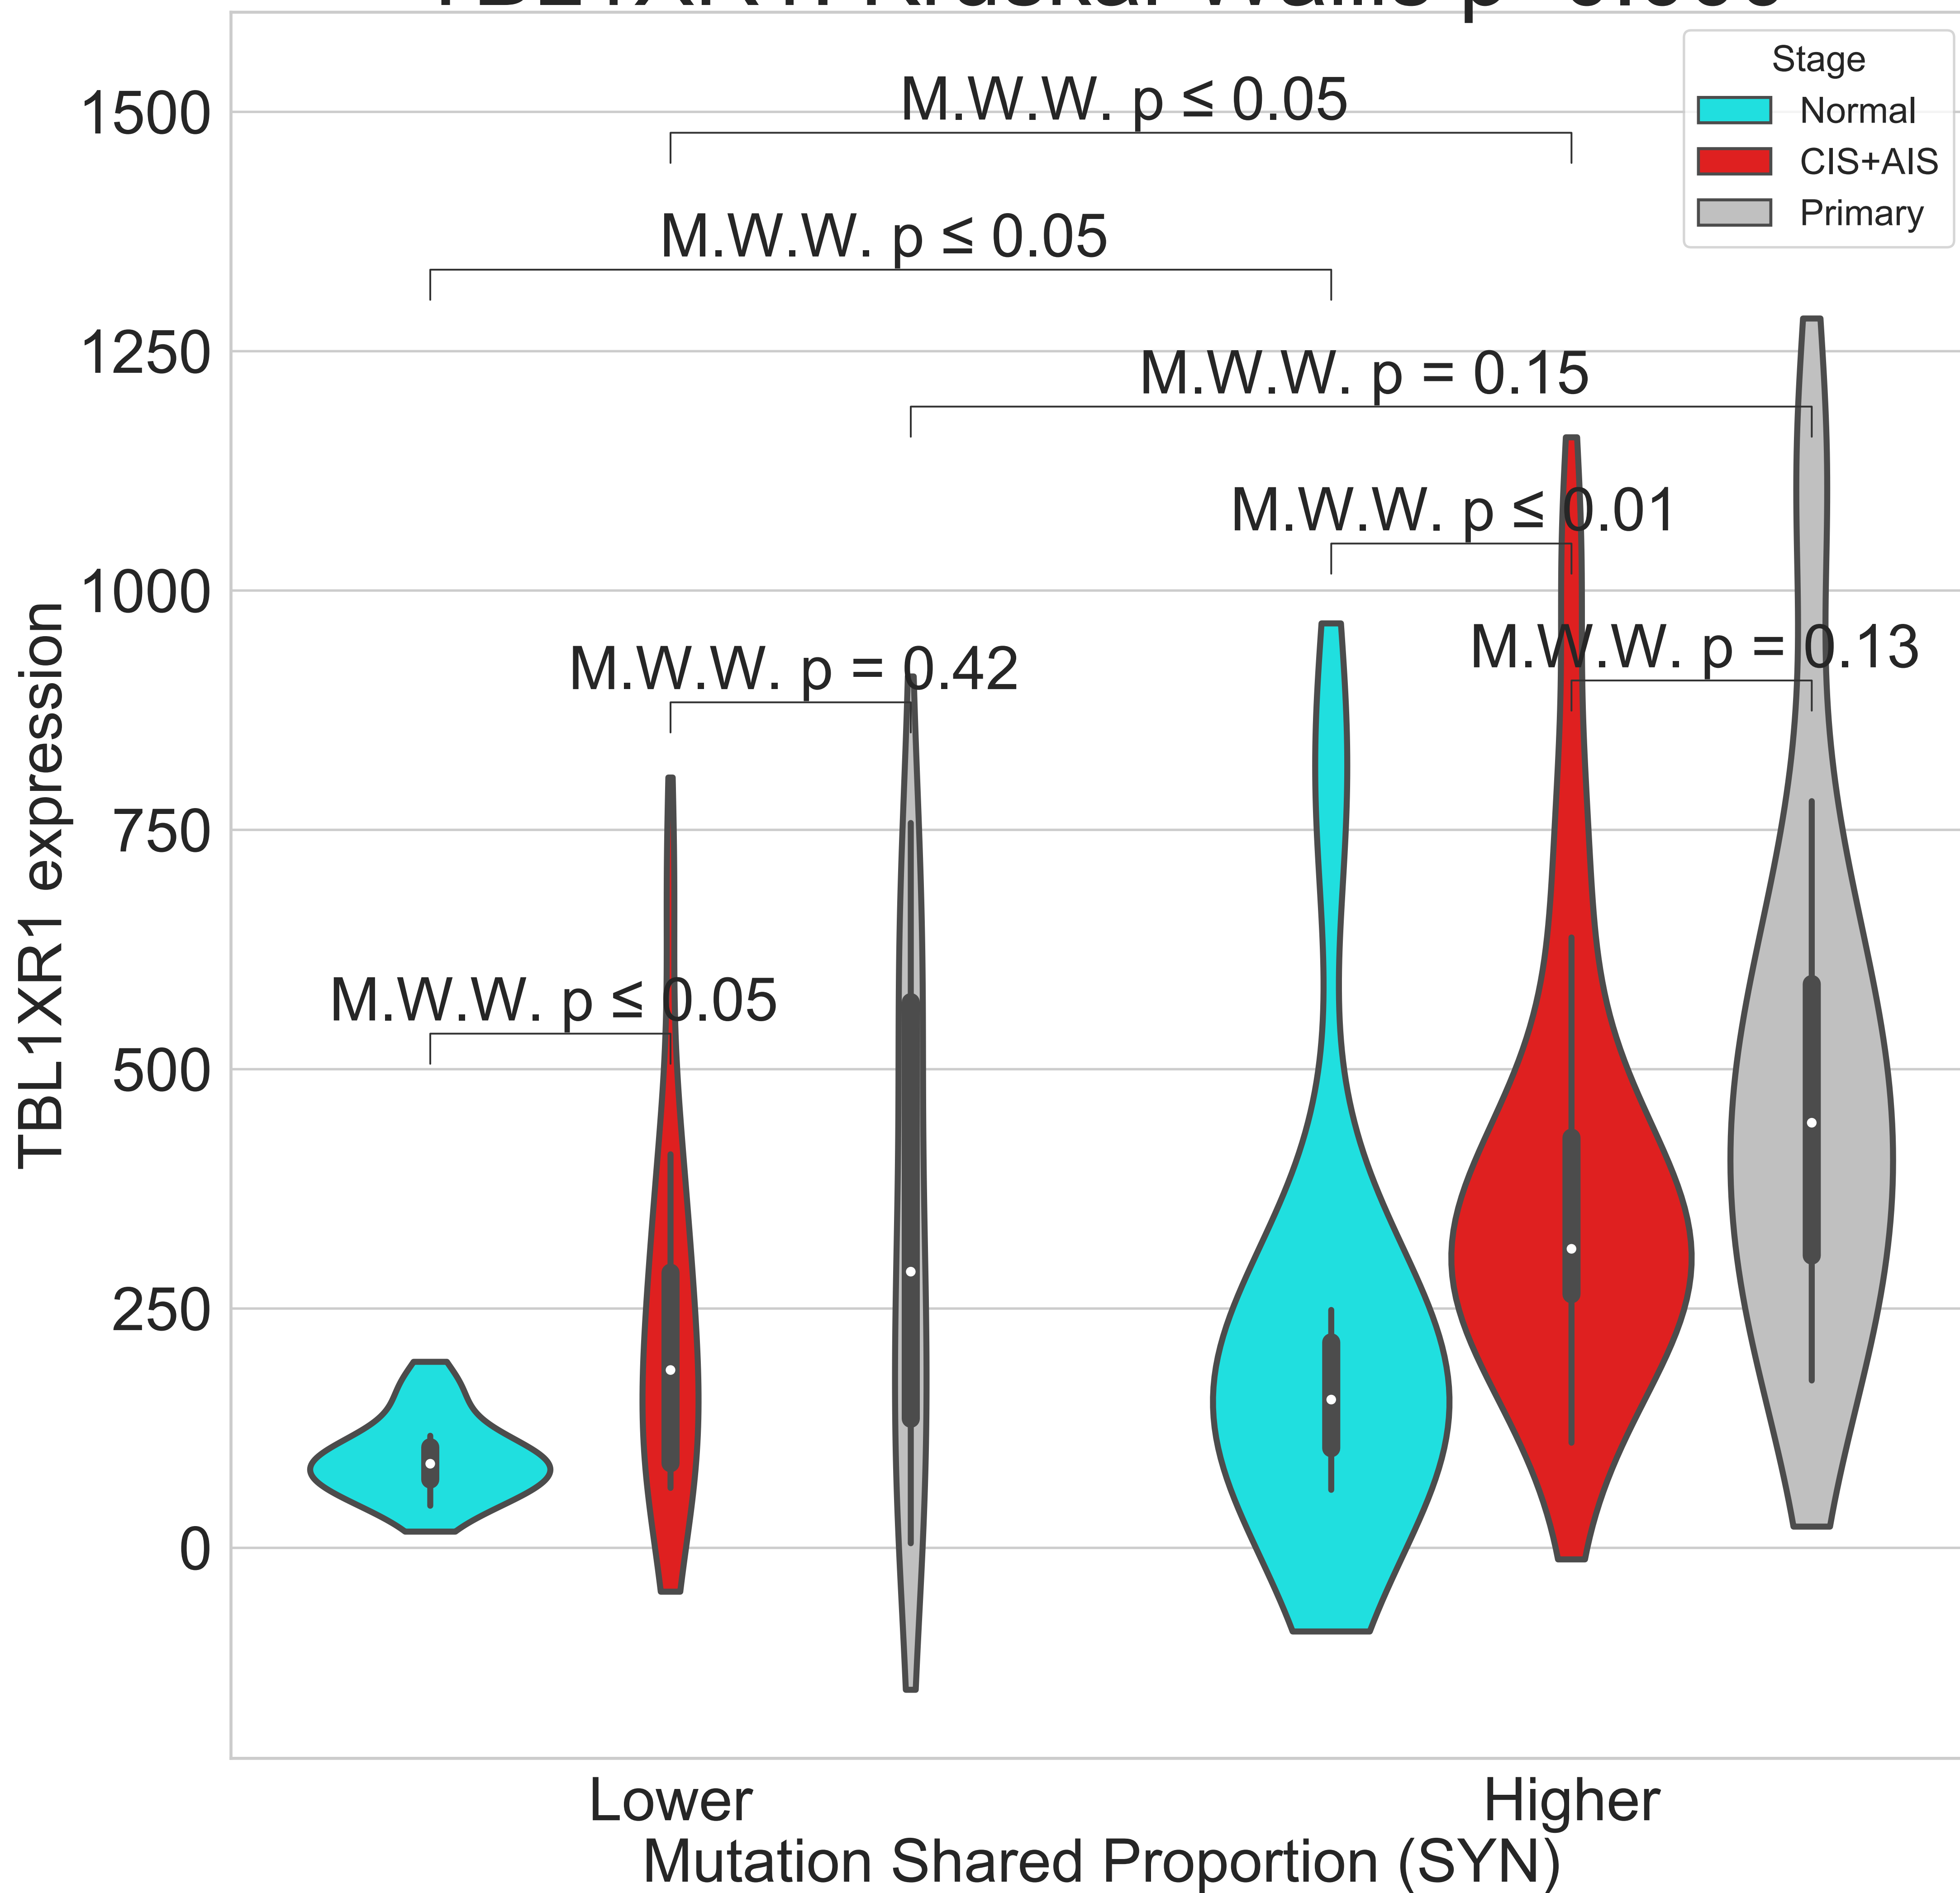 Stage
Normal
CIS+AIS
Primary
M.W.W. p ≤ 0.05
M.W.W. p ≤ 0.05
M.W.W. p = 0.15
M.W.W. p ≤ 0.01
M.W.W. p = 0.13
M.W.W. p = 0.42
M.W.W. p ≤ 0.05
1500
1250
1000
750
500
250
0
TBL1XR1 expression
Lower
Higher
Mutation Shared Proportion (SYN)